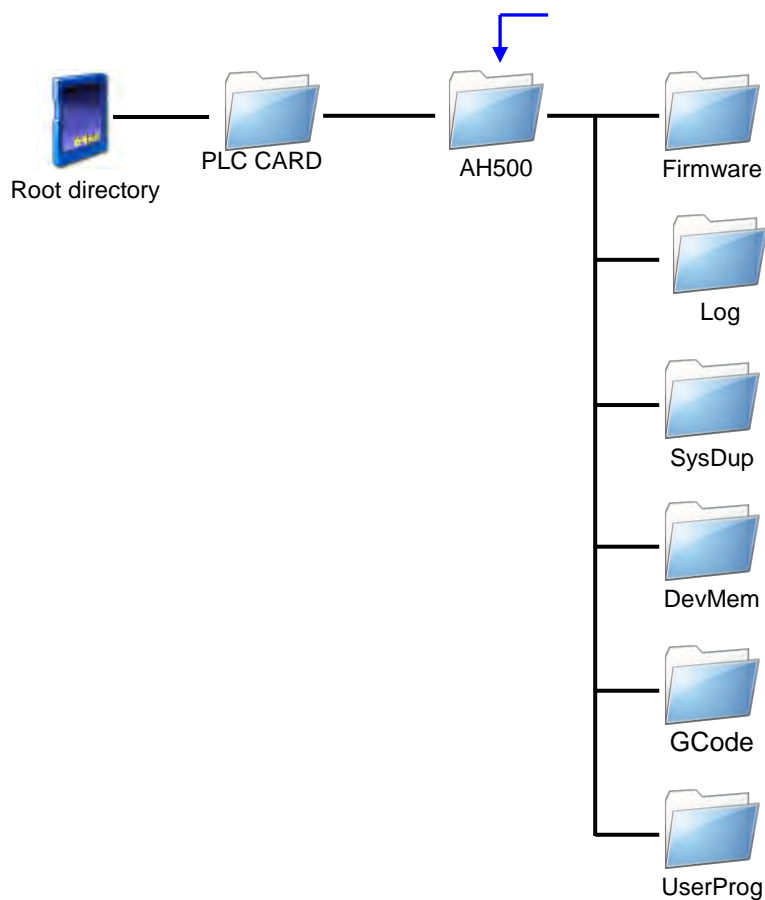 Root directory
PLC CARD
AH500
Firmware
Log
SysDup
DevMem
GCode
UserProg